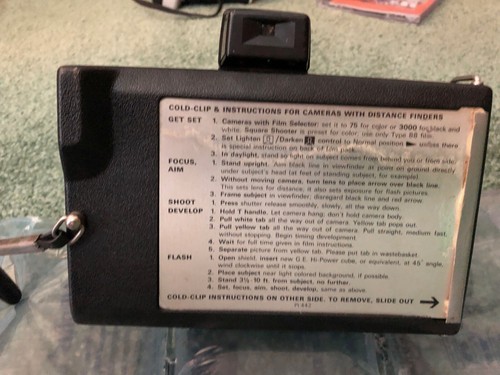 COLD-CLIP & INSTRUCTIONS FOR CAMERAS WITH DISTANCE FINDERS
GET SET 1. Cameras with Film Selector: set it to 75 for color or 3000 for black and
white. Square Shooter is preset for color; use only Type 88 film.
2. Set Lighten /Darken control to Normal position unless there
is special instruction on back of film pack.
3. In daylight, stand so light on subject comes from behind you or from side.
FOCUS, AIM 1. Stand upright. Aim black line in viewfinder at point on ground directly
under subject's head (at feet of standing subject, for example).
2. Without moving camera, turn lens to place arrow over black line.
This sets lens for distance; it also sets exposure for flash pictures.
3. Frame subject in viewfinder; disregard black line and red arrow.
SHOOT 1. Press shutter release smoothly, slowly, all the way down.
DEVELOP 1. Hold T handle. Let camera hang; don't hold camera body.
2. Pull white tab all the way out of camera. Yellow tab pops out.
3. Pull yellow tab all the way out of camera. Pull straight, medium fast,
without stopping. Begin timing development.
4. Wait for full time given in film instructions.
5. Separate picture from yellow tab. Please put tab in wastebasket.
FLASH 1. Open shield, insert new G.E. Hi-Power cube, or equivalent, at 45° angle,
wind clockwise until it stops.
2. Place subject near light colored background, if possible.
3. Stand 3½-10 ft. from subject, no further.
4. Set, focus, aim, shoot, develop, same as above.
COLD-CLIP INSTRUCTIONS ON OTHER SIDE. TO REMOVE, SLIDE OUT